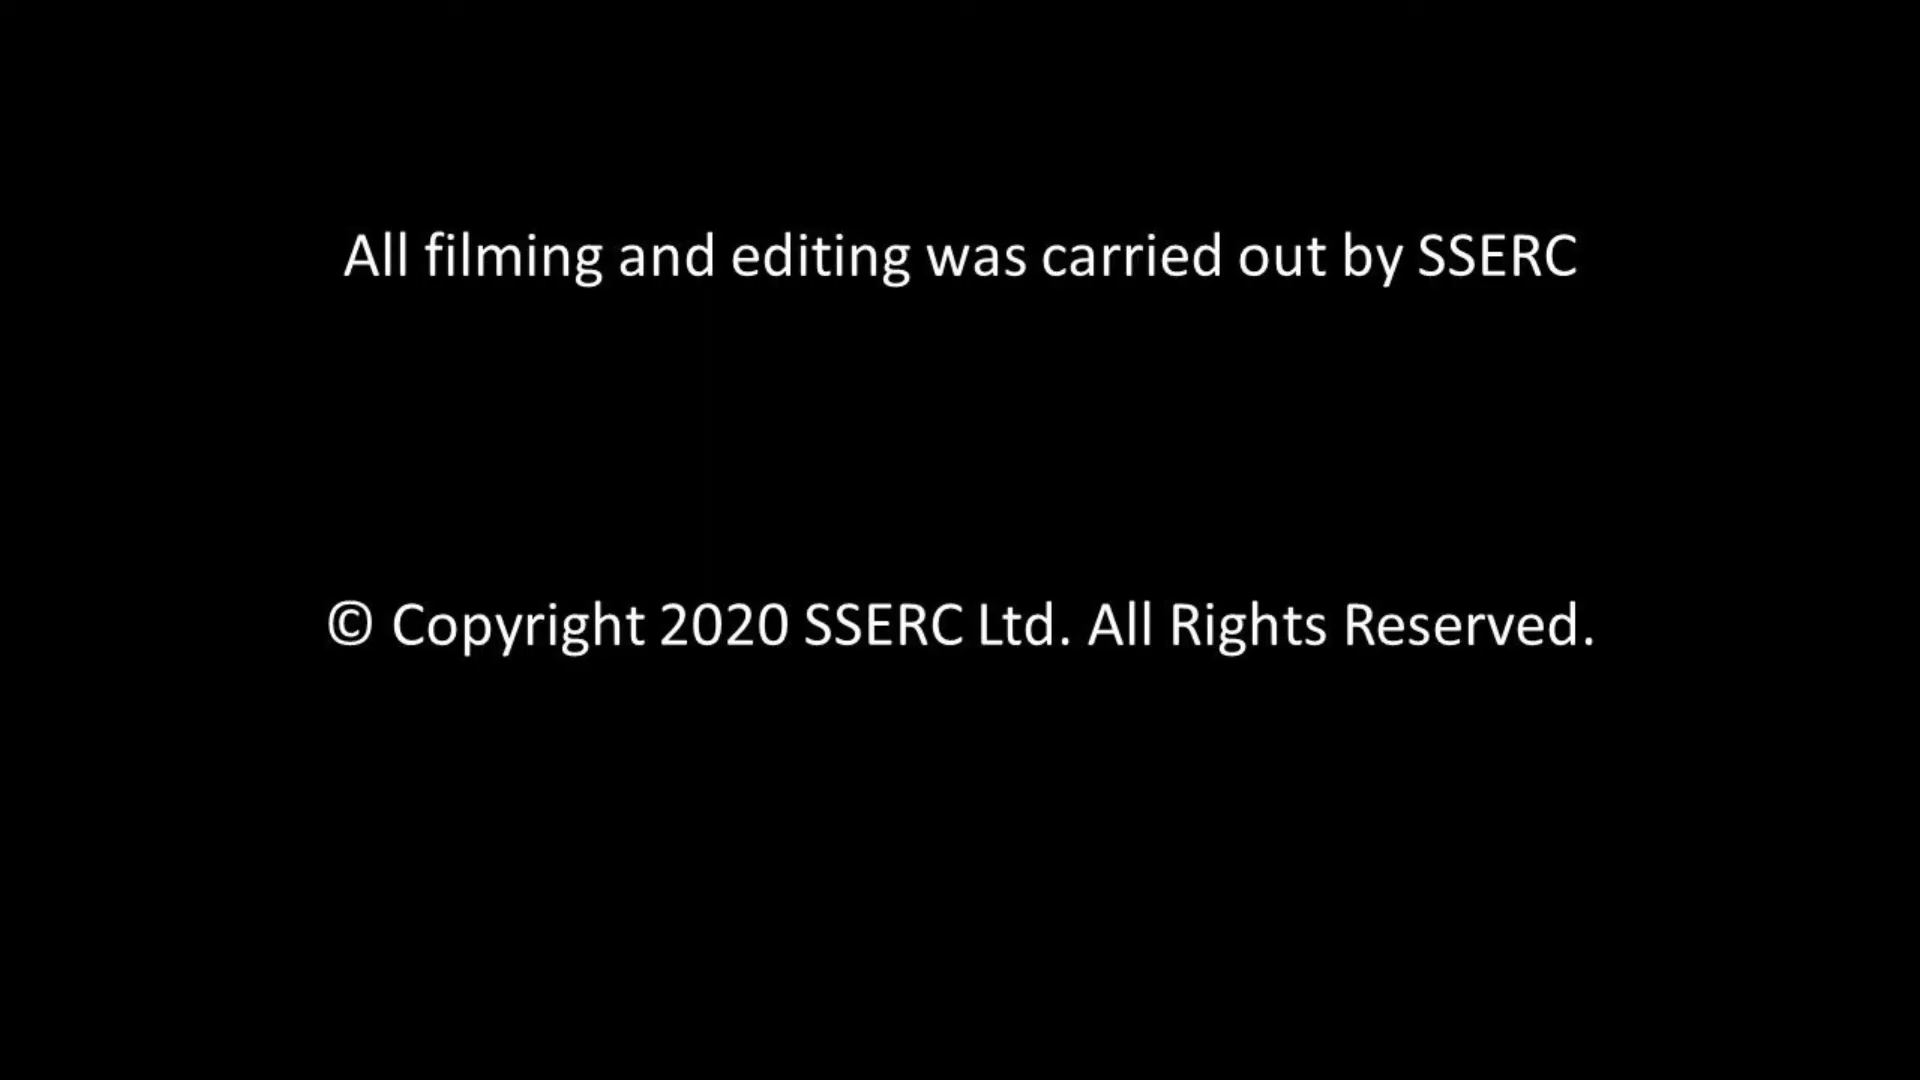 All filming and editing was carried out by SSERC
© Copyright 2020 SSERC Ltd. All Rights Reserved.